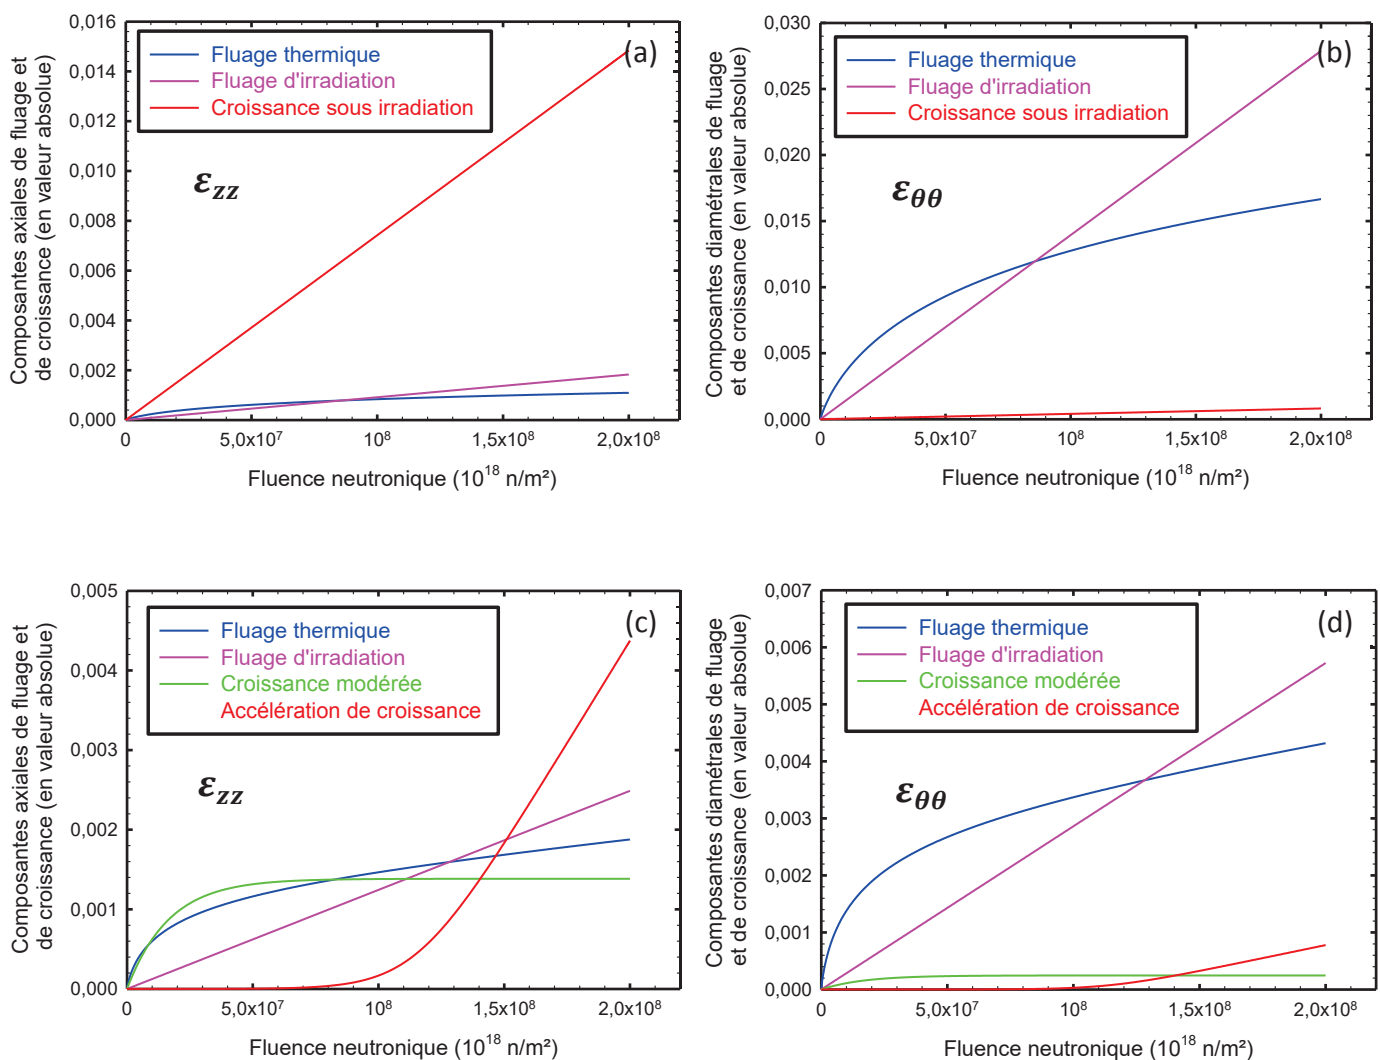 Composantes axiales de fluage et
de croissance (en valeur absolue)
0,016
0,014
0,012
0,010
0,008
0,006
0,004
0,002
0,000
Fluage thermique
Fluage d'irradiation
Croissance sous irradiation
(a)
εzz
0
5,0x10⁷
10⁸
1,5x10⁸
2,0x10⁸
Fluence neutronique (10¹⁸ n/m²)
Composantes diamétrales de fluage
et de croissance (en valeur absolue)
0,030
0,025
0,020
0,015
0,010
0,005
0,000
Fluage thermique
Fluage d'irradiation
Croissance sous irradiation
(b)
εθθ
0
5,0x10⁷
10⁸
1,5x10⁸
2,0x10⁸
Fluence neutronique (10¹⁸ n/m²)
Composantes axiales de fluage et
de croissance (en valeur absolue)
0,005
0,004
0,003
0,002
0,001
0,000
Fluage thermique
Fluage d'irradiation
Croissance modérée
Accélération de croissance
(c)
εzz
0
5,0x10⁷
10⁸
1,5x10⁸
2,0x10⁸
Fluence neutronique (10¹⁸ n/m²)
Composantes diamétrales de fluage
et de croissance (en valeur absolue)
0,007
0,006
0,005
0,004
0,003
0,002
0,001
0,000
Fluage thermique
Fluage d'irradiation
Croissance modérée
Accélération de croissance
(d)
εθθ
0
5,0x10⁷
10⁸
1,5x10⁸
2,0x10⁸
Fluence neutronique (10¹⁸ n/m²)